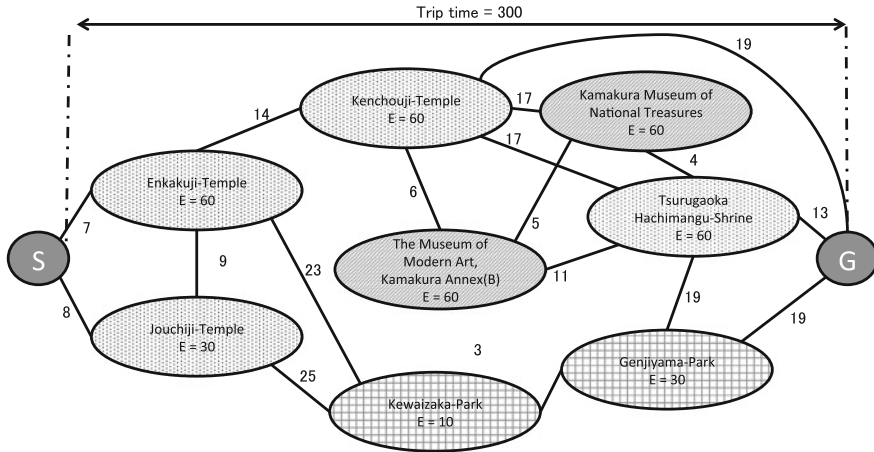 Trip time = 300
19
Kenchouji-Temple
E = 60
17
Kamakura Museum of
National Treasures
E = 60
14
17
4
Enkakuji-Temple
E = 60
6
5
Tsurugaoka
Hachimangu-Shrine
E = 60
13
7
S
9
23
The Museum of
Modern Art,
Kamakura Annex(B)
E = 60
11
G
8
19
19
Jouchiji-Temple
E = 30
3
Genjiyama-Park
E = 30
25
Kewaizaka-Park
E = 10